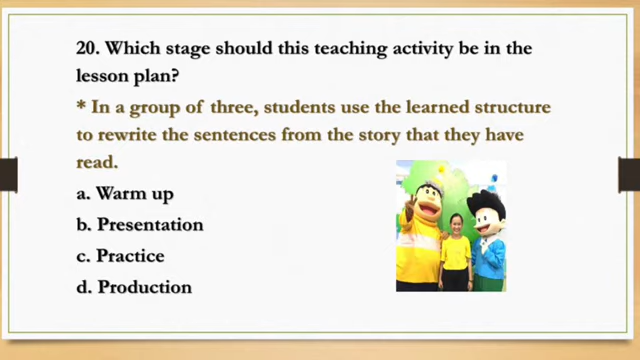 20. Which stage should this teaching activity be in the
lesson plan?
* In a group of three, students use the learned structure
to rewrite the sentences from the story that they have
read.
a. Warm up
b. Presentation
c. Practice
d. Production